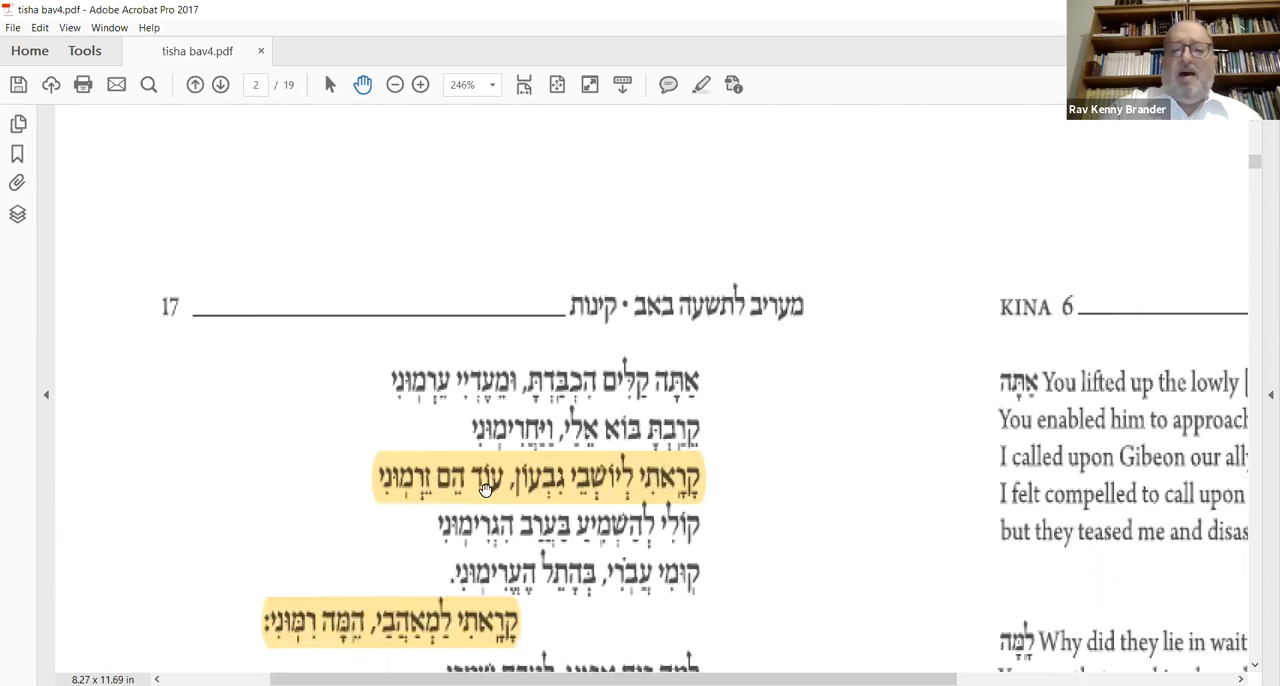 tisha bav4.pdf - Adobe Acrobat Pro 2017
File Edit View Window Help
Home Tools tisha bav4.pdf ×
2 / 19 246%
Rav Kenny Brander
מעריב לתשעה באב • קינות 17
אַתָּה קַלִּים הִכְבַּדְתָּ, וּמֵעֶדְיִי עֵרְמוּנִי
קֵרַבְתָּ בּוֹא אֵלַי, וַיַּחֲרִימְוּנִי
קָרָאתִי לְיוֹשְׁבֵי גִבְעוֹן, עוֹד הֵם זֵרְמוּנִי
קוֹלִי לְהַשְׁמִיעַ בַּעֲרָב הִגְרִימְוּנִי
קוּמִי עִבְרִי, בְּהָתֵל הֶעֱרִימְוּנִי.
קָרָאתִי לַמְאַהֲבַי, הֵמָּה רִמּוּנִי:
KINA 6
אַתָּה You lifted up the lowly [
You enabled him to approach
I called upon Gibeon our ally
I felt compelled to call upon
but they teased me and disas
לָמָּה Why did they lie in wait
8.27 x 11.69 in